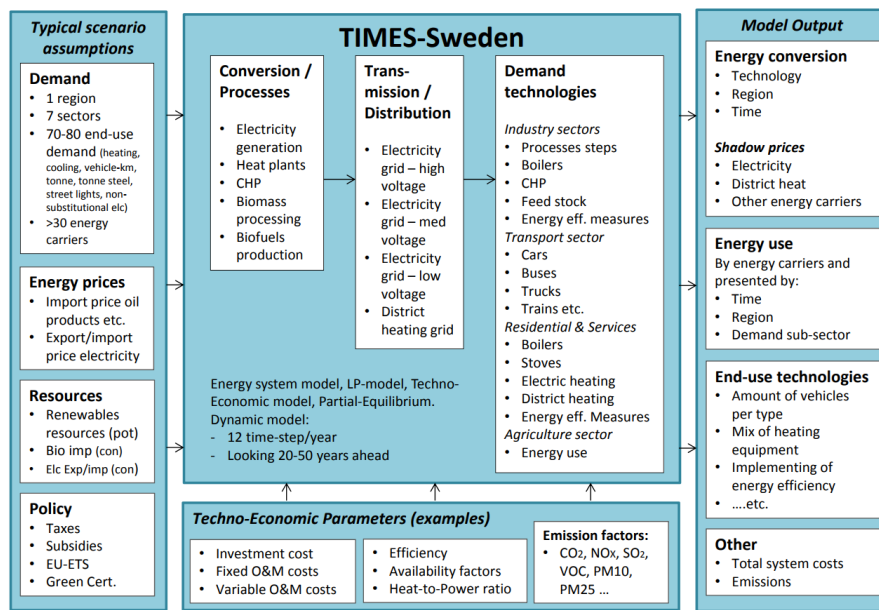 Typical scenario
assumptions
Demand
• 1 region
• 7 sectors
• 70-80 end-use
demand (heating,
cooling, vehicle-km,
tonne, tonne steel,
street lights, non-
substitutional elc)
• >30 energy
carriers
Energy prices
• Import price oil
products etc.
• Export/import
price electricity
Resources
• Renewables
resources (pot)
• Bio imp (con)
• Elc Exp/imp (con)
Policy
• Taxes
• Subsidies
• EU-ETS
• Green Cert.
TIMES-Sweden
Conversion /
Processes
• Electricity
generation
• Heat plants
• CHP
• Biomass
processing
• Biofuels
production
Trans-
mission /
Distribution
• Electricity
grid – high
voltage
• Electricity
grid – med
voltage
• Electricity
grid – low
voltage
• District
heating grid
Demand
technologies
Industry sectors
• Processes steps
• Boilers
• CHP
• Feed stock
• Energy eff. measures
Transport sector
• Cars
• Buses
• Trucks
• Trains etc.
Residential & Services
• Boilers
• Stoves
• Electric heating
• District heating
• Energy eff. Measures
Agriculture sector
• Energy use
Energy system model, LP-model, Techno-
Economic model, Partial-Equilibrium.
Dynamic model:
- 12 time-step/year
- Looking 20-50 years ahead
Techno-Economic Parameters (examples)
• Investment cost
• Fixed O&M costs
• Variable O&M costs
• Efficiency
• Availability factors
• Heat-to-Power ratio
Emission factors:
• CO2, NOx, SO2,
VOC, PM10,
PM25 ...
Model Output
Energy conversion
• Technology
• Region
• Time
Shadow prices
• Electricity
• District heat
• Other energy carriers
Energy use
By energy carriers and
presented by:
• Time
• Region
• Demand sub-sector
End-use technologies
• Amount of vehicles
per type
• Mix of heating
equipment
• Implementing of
energy efficiency
• ....etc.
Other
• Total system costs
• Emissions